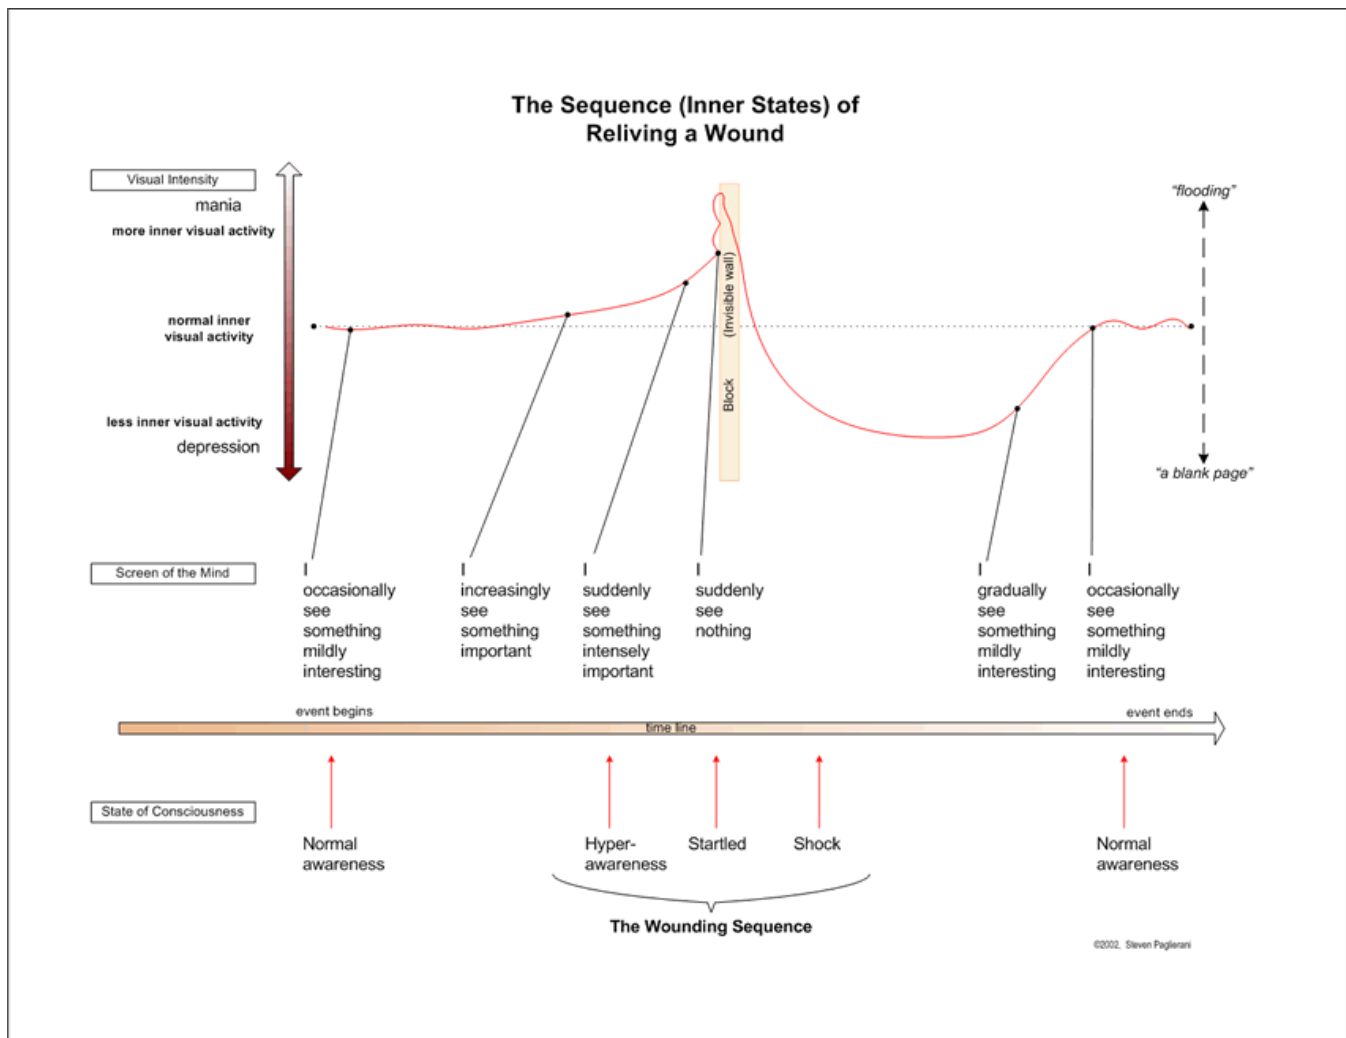 The Sequence (Inner States) of
Reliving a Wound
Visual Intensity
mania
more inner visual activity
normal inner
visual activity
less inner visual activity
depression
Block (Invisible wall)
"flooding"
"a blank page"
Screen of the Mind
I
occasionally
see
something
mildly
interesting
I
increasingly
see
something
important
I
suddenly
see
something
intensely
important
I
suddenly
see
nothing
I
gradually
see
something
mildly
interesting
I
occasionally
see
something
mildly
interesting
event begins
event ends
time line
State of Consciousness
Normal
awareness
Hyper-
awareness
Startled
Shock
Normal
awareness
The Wounding Sequence
©2002, Steven Paglierani